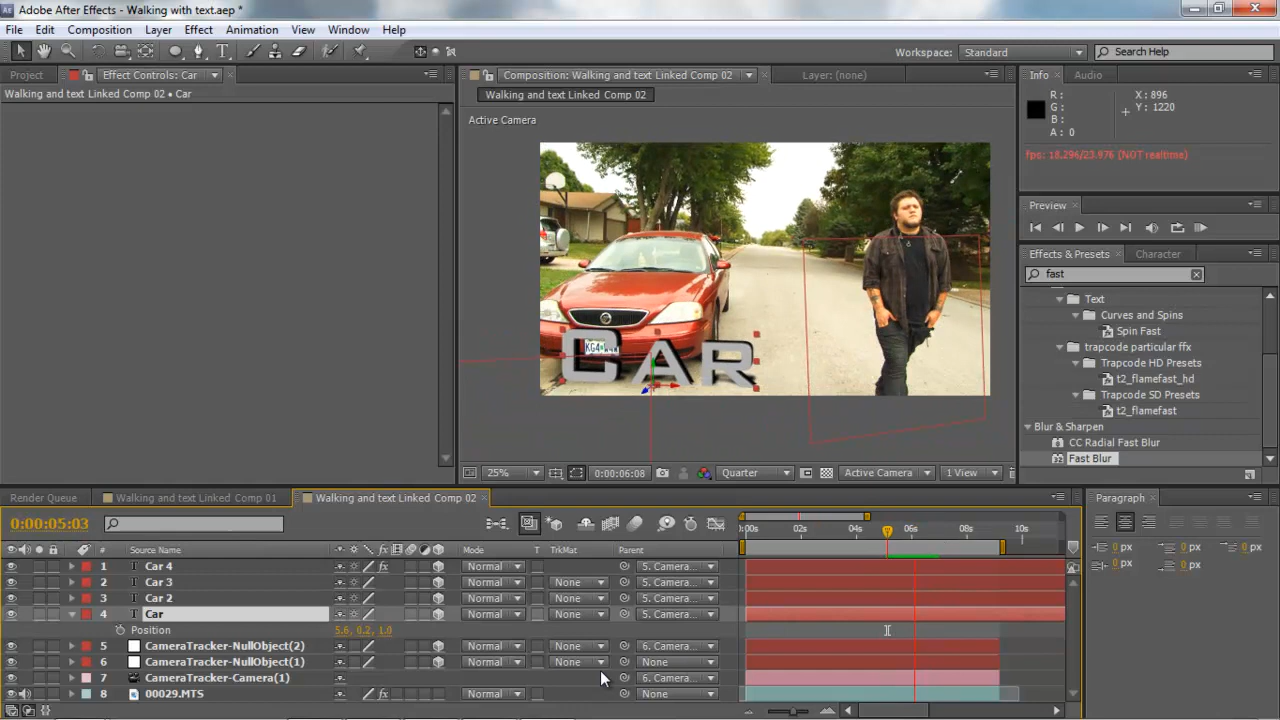 Adobe After Effects - Walking with text.aep *
File Edit Composition Layer Effect Animation View Window Help
Workspace: Standard Search Help
Project Effect Controls: Car Composition: Walking and text Linked Comp 02 Layer: (none) Info Audio
Walking and text Linked Comp 02 • Car
Walking and text Linked Comp 02
R: X: 896
G: Y: 1220
B:
A: 0
Active Camera
fps: 18.296/23.976 (NOT realtime)
Preview
Effects & Presets Character
fast
Text
Curves and Spins
Spin Fast
trapcode particular ffx
Trapcode HD Presets
t2_flamefast_hd
Trapcode SD Presets
t2_flamefast
Blur & Sharpen
CC Radial Fast Blur
Fast Blur
Car
25% 0:00:06:08 Quarter Active Camera 1 View
Render Queue Walking and text Linked Comp 01 Walking and text Linked Comp 02 Paragraph
0:00:05:03
:00s 02s 04s 06s 08s 10s
# Source Name Mode T TrkMat Parent
1 T Car 4 Normal 5. Camera...
2 T Car 3 Normal None 5. Camera...
3 T Car 2 Normal None 5. Camera...
4 T Car Normal None 5. Camera...
Position 5.6, 0.2, 1.0
5 CameraTracker-NullObject(2) Normal None 6. Camera...
6 CameraTracker-NullObject(1) Normal None None
7 CameraTracker-Camera(1) 6. Camera...
8 00029.MTS Normal None
0 px 0 px 0 px
0 px 0 px